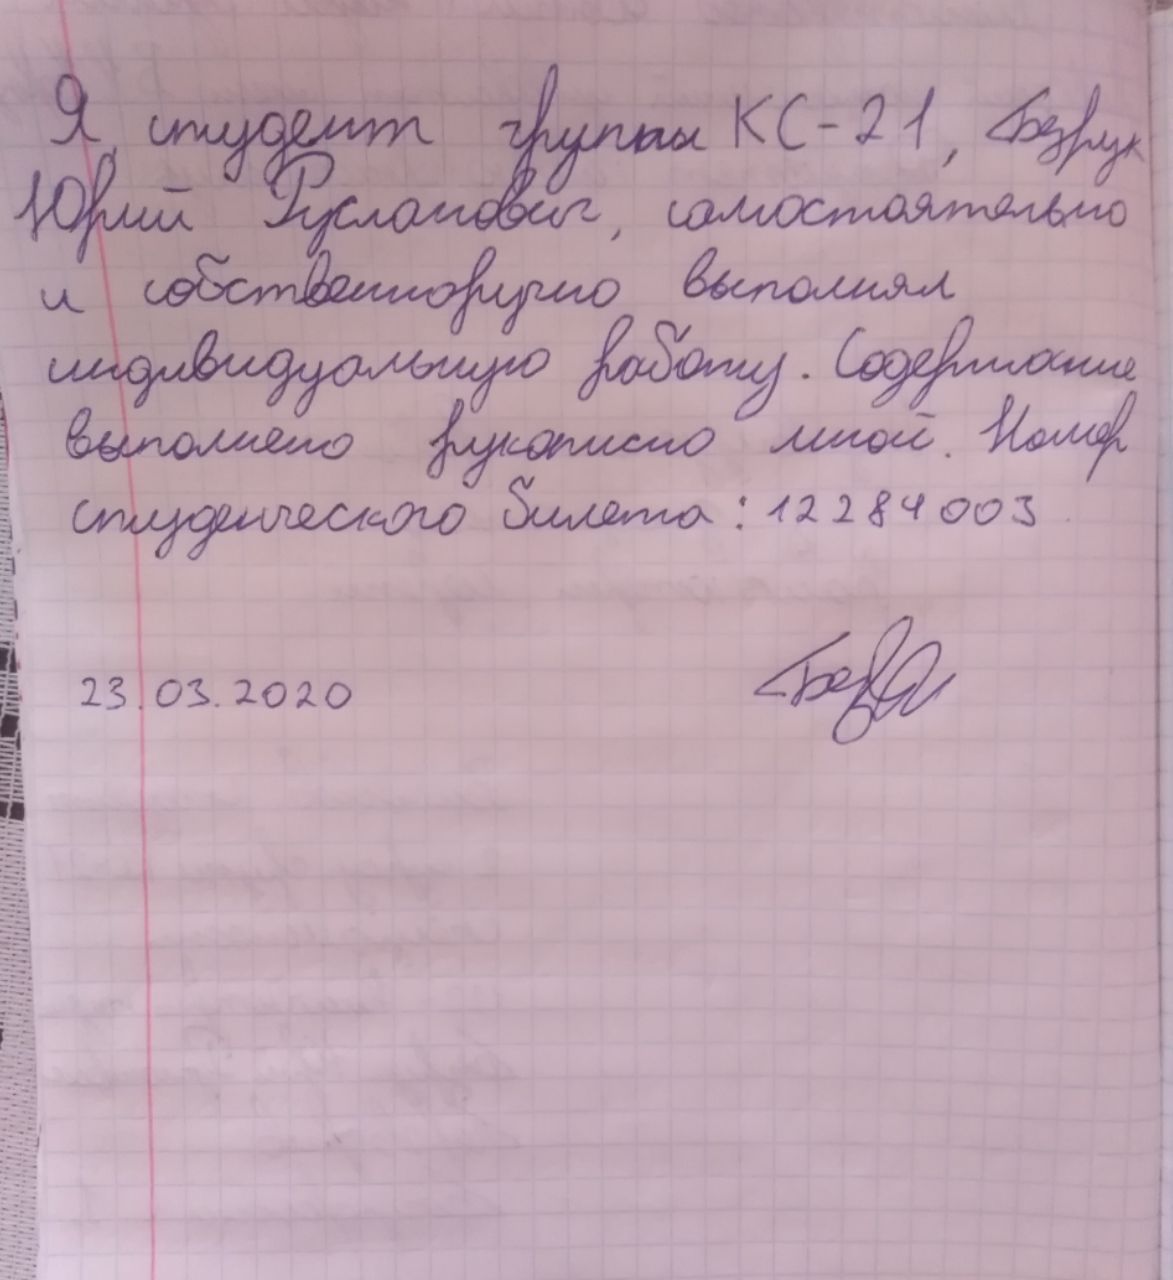 Я студент группы КС-21, Безрук
Юрий Русланович, самостоятельно
и собственноручно выполнял
индивидуальную работу. Содержание
выполнено рукописно мной. Номер
студенческого билета: 12284003
23.03.2020